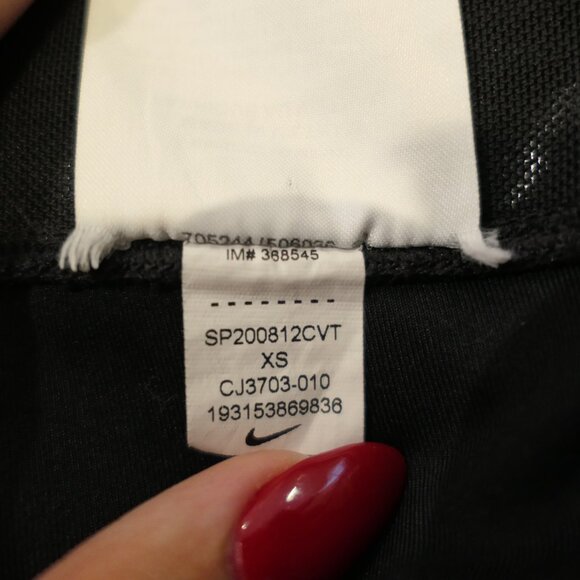 IM# 368545
--------
SP200812CVT
XS
CJ3703-010
193153869836